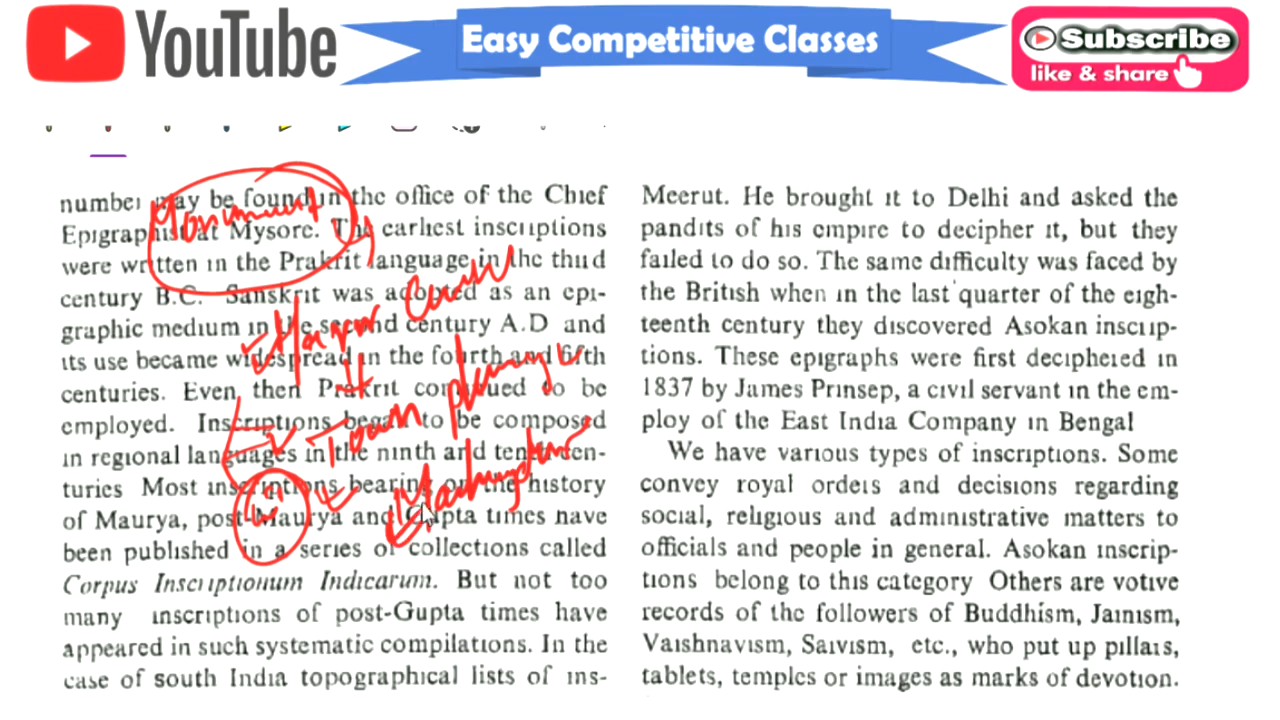 YouTube
Easy Competitive Classes
Subscribe
like & share
number may be found in the office of the Chief
Epigraphist at Mysore. The earliest inscriptions
were written in the Prakrit language in the third
century B.C. Sanskrit was adopted as an epi-
graphic medium in the second century A.D and
its use became widespread in the fourth and fifth
centuries. Even then Prakrit continued to be
employed. Inscriptions began to be composed
in regional languages in the ninth and tenth cen-
turies Most inscriptions bearing on the history
of Maurya, post-Maurya and Gupta times have
been published in a series of collections called
Corpus Inscriptionum Indicarum. But not too
many inscriptions of post-Gupta times have
appeared in such systematic compilations. In the
case of south India topographical lists of ins-
Monument
Town
Meerut. He brought it to Delhi and asked the
pandits of his empire to decipher it, but they
failed to do so. The same difficulty was faced by
the British when in the last quarter of the eigh-
teenth century they discovered Asokan inscrip-
tions. These epigraphs were first deciphered in
1837 by James Prinsep, a civil servant in the em-
ploy of the East India Company in Bengal
We have various types of inscriptions. Some
convey royal orders and decisions regarding
social, religious and administrative matters to
officials and people in general. Asokan inscrip-
tions belong to this category Others are votive
records of the followers of Buddhism, Jainism,
Vaishnavism, Saivism, etc., who put up pillars,
tablets, temples or images as marks of devotion.